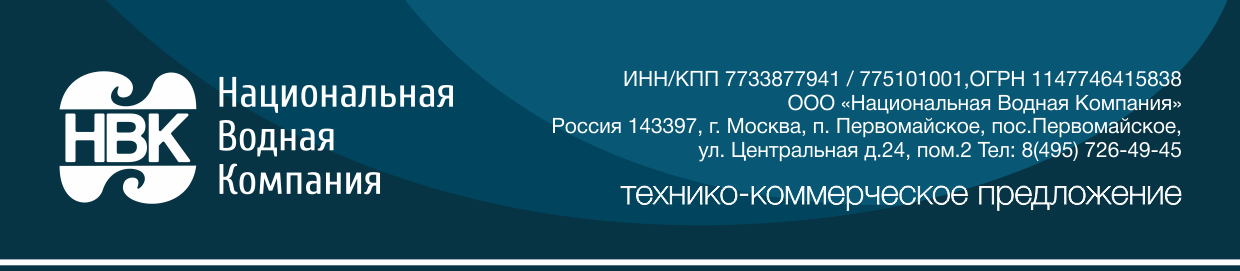 НВК
Национальная
Водная
Компания
ИНН/КПП 7733877941 / 775101001,ОГРН 1147746415838
ООО «Национальная Водная Компания»
Россия 143397, г. Москва, п. Первомайское, пос.Первомайское,
ул. Центральная д.24, пом.2 Тел: 8(495) 726-49-45
технико-коммерческое предложение